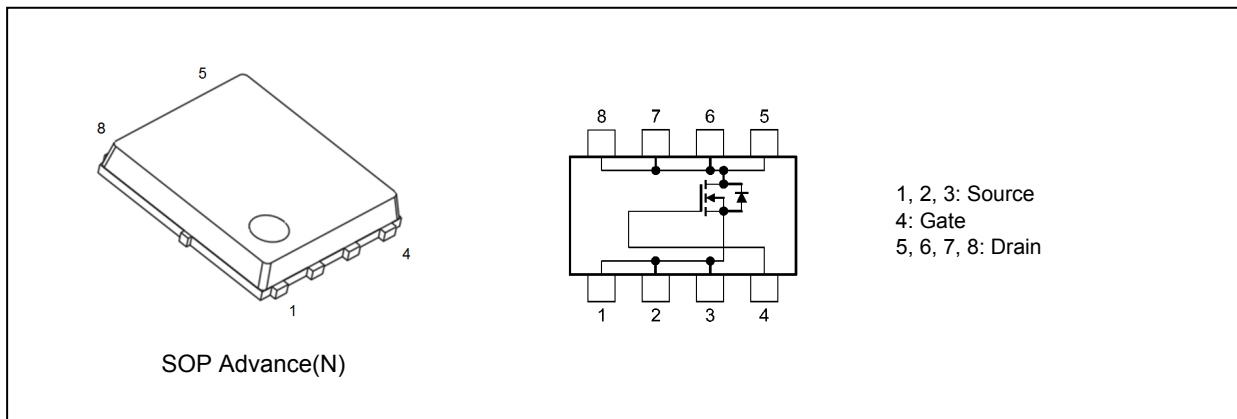 5
8
4
1
SOP Advance(N)
8 7 6 5
1 2 3 4
1, 2, 3: Source
4: Gate
5, 6, 7, 8: Drain